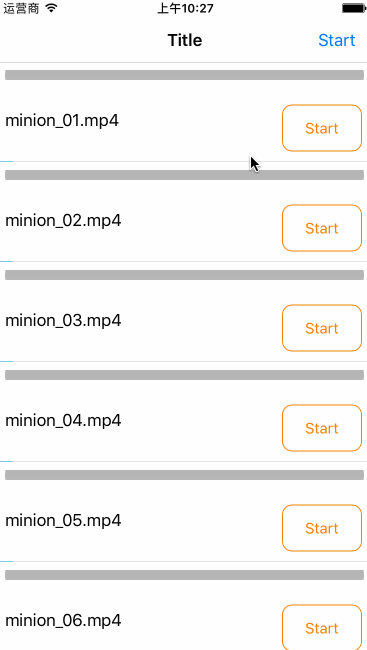 运营商 上午10:27
Title Start
minion_01.mp4 Start
minion_02.mp4 Start
minion_03.mp4 Start
minion_04.mp4 Start
minion_05.mp4 Start
minion_06.mp4 Start